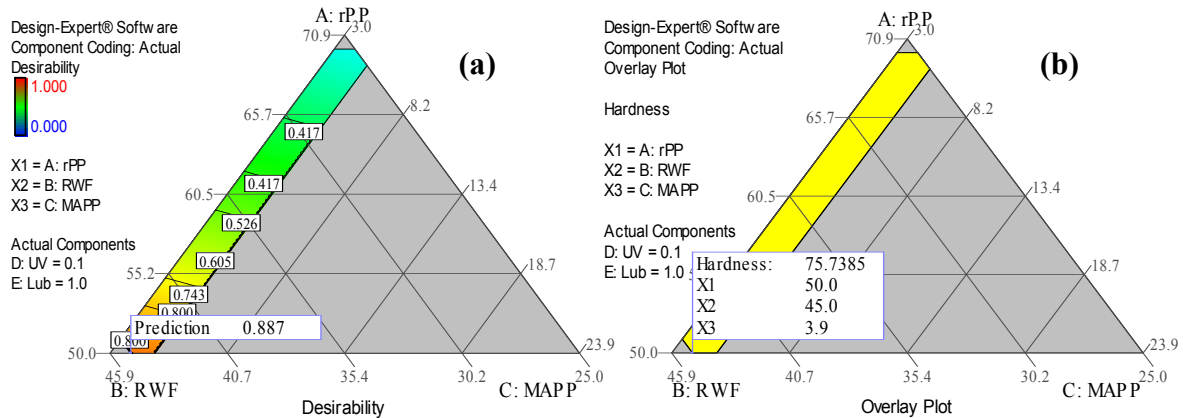 Design-Expert® Software
Component Coding: Actual
Desirability
1.000
0.000
X1 = A: rPP
X2 = B: RWF
X3 = C: MAPP
Actual Components
D: UV = 0.1
E: Lub = 1.0
(a)
A: rPP
70.9
3.0
65.7
8.2
0.417
60.5
0.417
13.4
0.526
0.605
55.2
18.7
0.743
0.800
0.800
Prediction 0.887
50.0
23.9
45.9
40.7
35.4
30.2
25.0
B: RWF
C: MAPP
Desirability
Design-Expert® Software
Component Coding: Actual
Overlay Plot
Hardness
X1 = A: rPP
X2 = B: RWF
X3 = C: MAPP
Actual Components
D: UV = 0.1
E: Lub = 1.0
(b)
A: rPP
70.9
3.0
65.7
8.2
60.5
13.4
18.7
Hardness: 75.7385
X1 50.0
X2 45.0
X3 3.9
50.0
23.9
45.9
40.7
35.4
30.2
25.0
B: RWF
C: MAPP
Overlay Plot